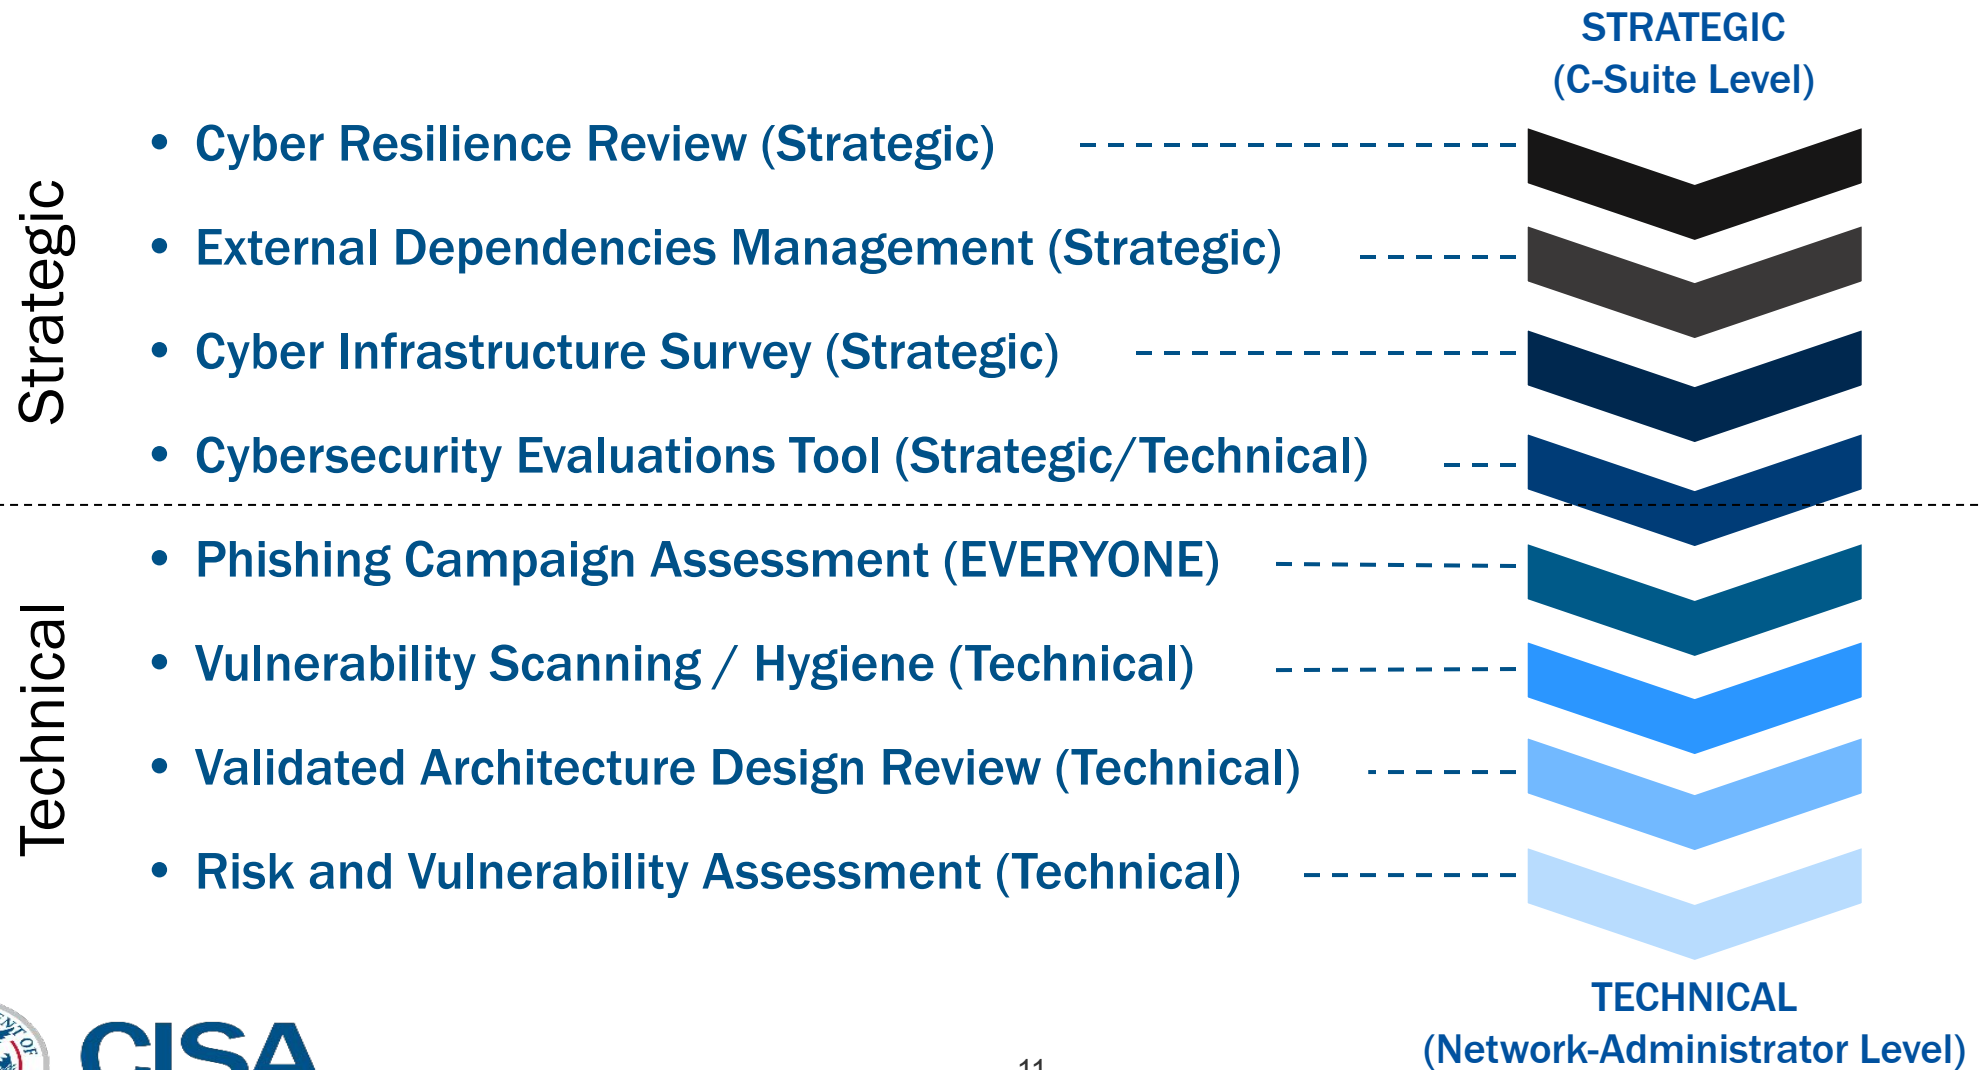 STRATEGIC
(C-Suite Level)
Strategic
• Cyber Resilience Review (Strategic)
• External Dependencies Management (Strategic)
• Cyber Infrastructure Survey (Strategic)
• Cybersecurity Evaluations Tool (Strategic/Technical)
Technical
• Phishing Campaign Assessment (EVERYONE)
• Vulnerability Scanning / Hygiene (Technical)
• Validated Architecture Design Review (Technical)
• Risk and Vulnerability Assessment (Technical)
TECHNICAL
(Network-Administrator Level)
CISA
11